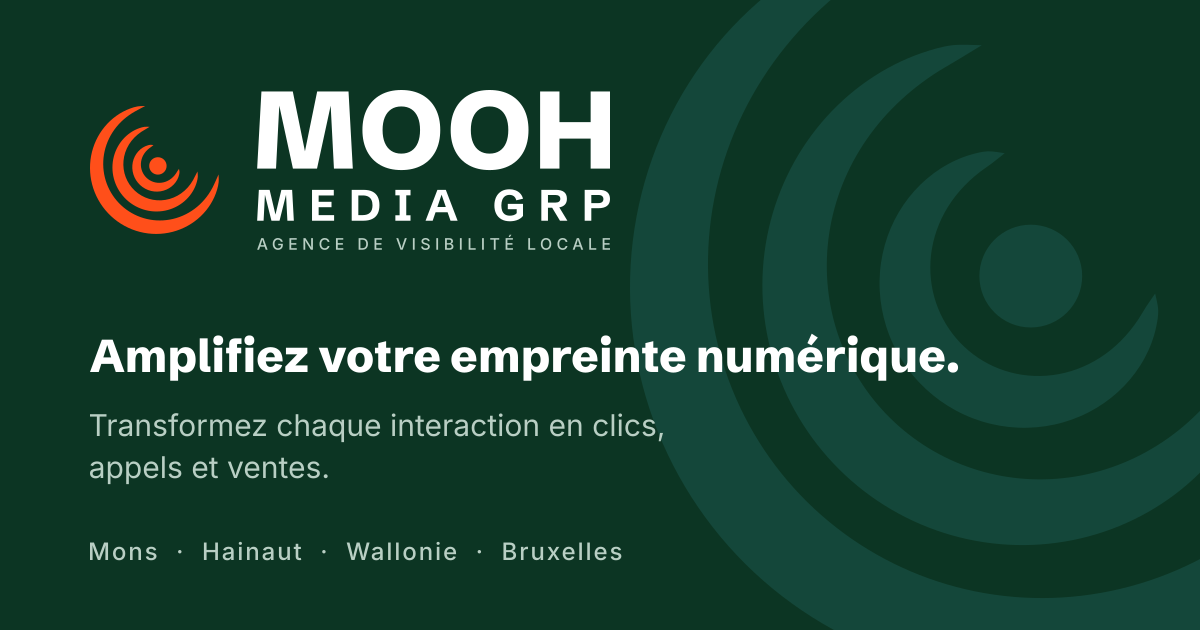 MOOH
MEDIA GRP
AGENCE DE VISIBILITÉ LOCALE
Amplifiez votre empreinte numérique.
Transformez chaque interaction en clics,
appels et ventes.
Mons · Hainaut · Wallonie · Bruxelles